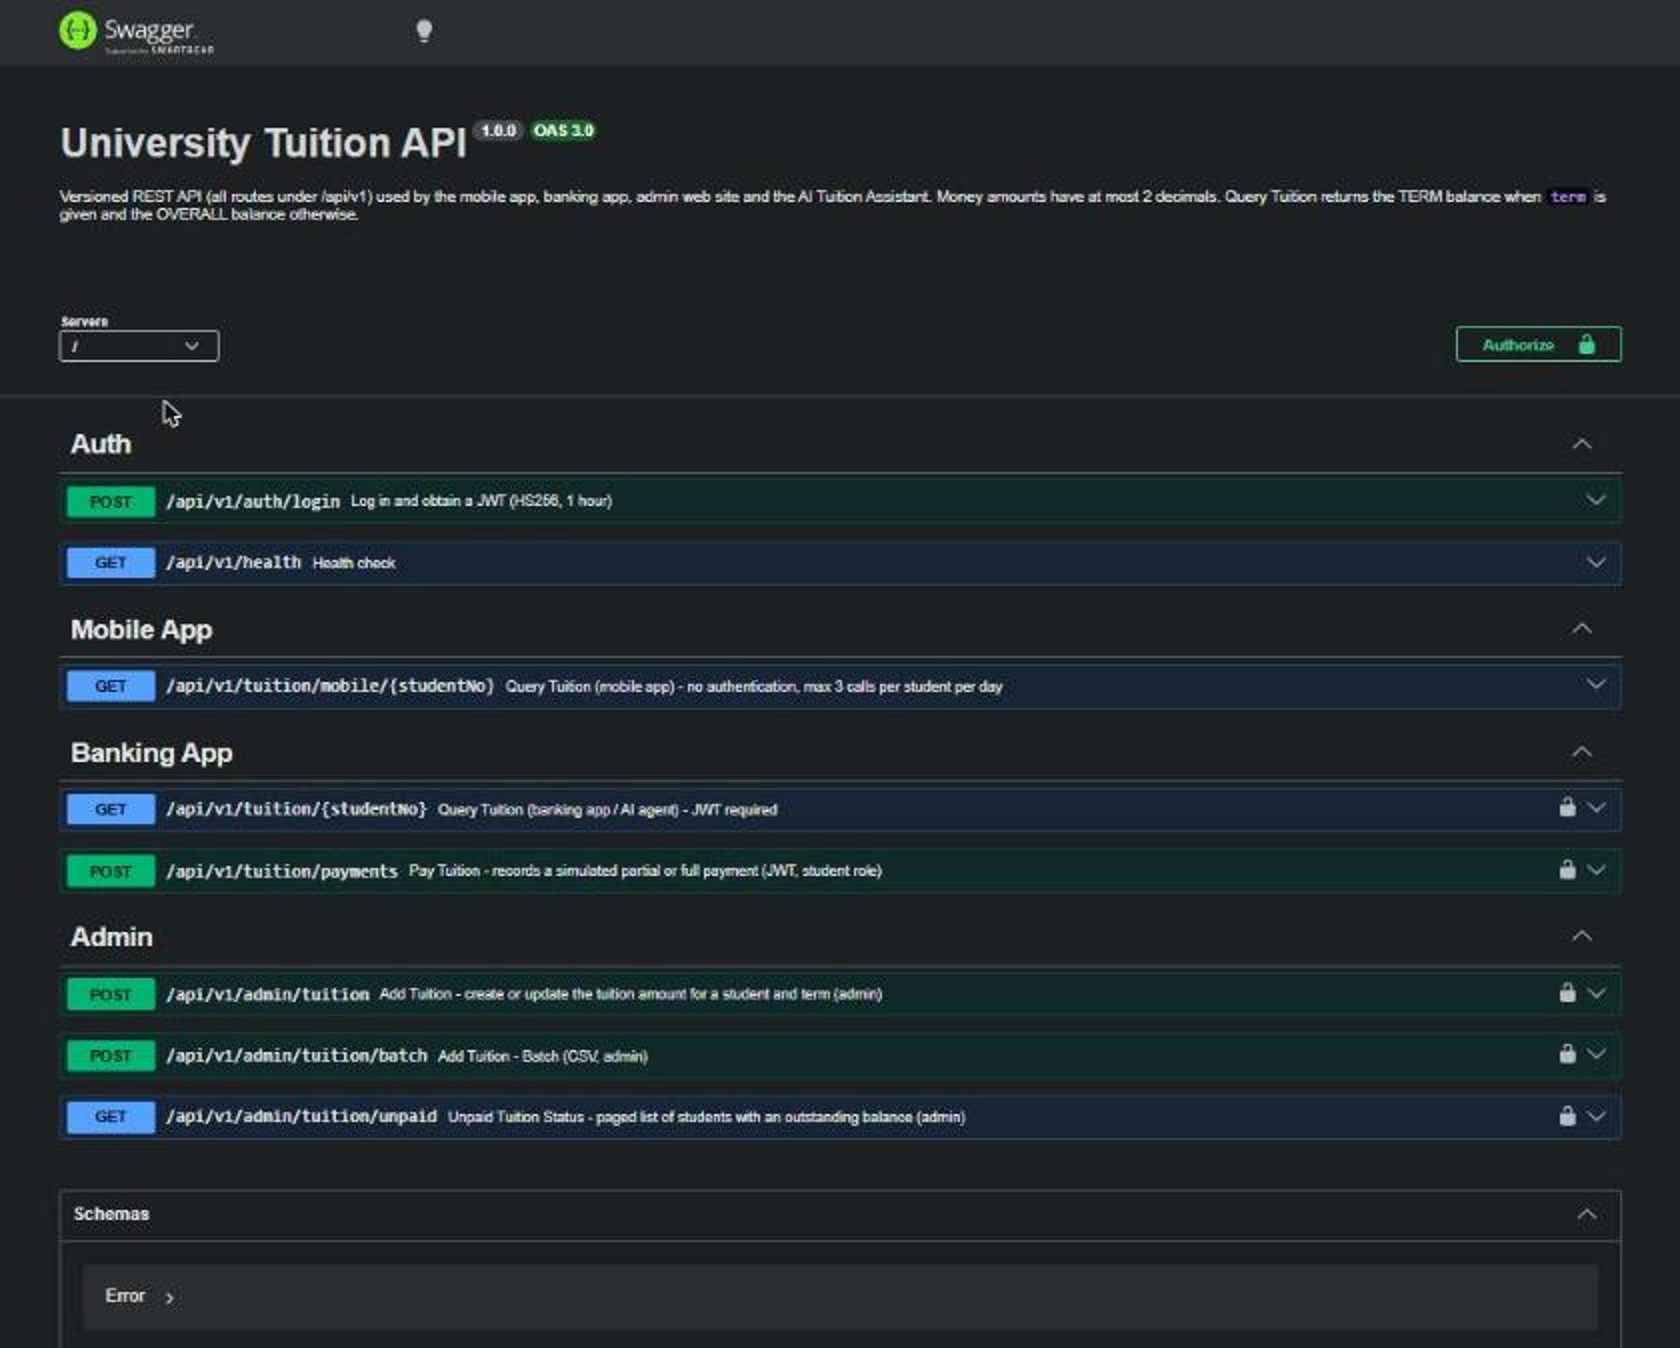 Swagger
Supported by SMARTBEAR
University Tuition API 1.0.0 OAS 3.0
Versioned REST API (all routes under /api/v1) used by the mobile app, banking app, admin web site and the AI Tuition Assistant. Money amounts have at most 2 decimals. Query Tuition returns the TERM balance when term is
given and the OVERALL balance otherwise.
Servers
/
Authorize
Auth
POST /api/v1/auth/login Log in and obtain a JWT (HS256, 1 hour)
GET /api/v1/health Health check
Mobile App
GET /api/v1/tuition/mobile/{studentNo} Query Tuition (mobile app) - no authentication, max 3 calls per student per day
Banking App
GET /api/v1/tuition/{studentNo} Query Tuition (banking app / AI agent) - JWT required
POST /api/v1/tuition/payments Pay Tuition - records a simulated partial or full payment (JWT, student role)
Admin
POST /api/v1/admin/tuition Add Tuition - create or update the tuition amount for a student and term (admin)
POST /api/v1/admin/tuition/batch Add Tuition - Batch (CSV, admin)
GET /api/v1/admin/tuition/unpaid Unpaid Tuition Status - paged list of students with an outstanding balance (admin)
Schemas
Error